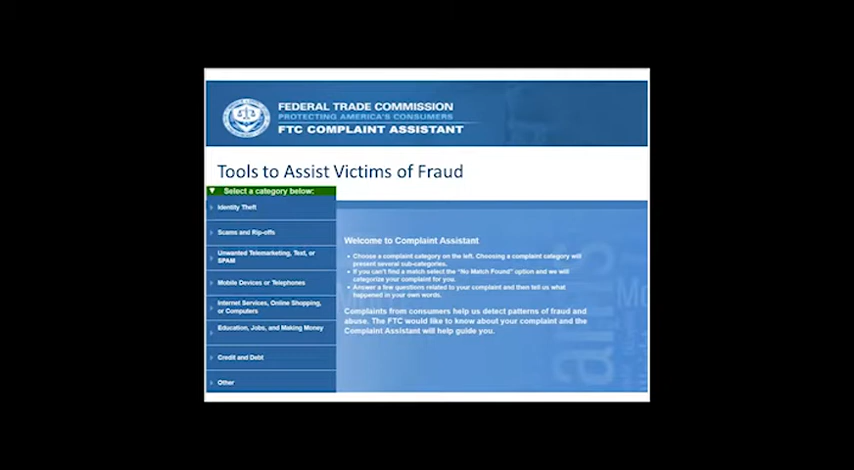 FEDERAL TRADE COMMISSION
PROTECTING AMERICA'S CONSUMERS
FTC COMPLAINT ASSISTANT
Tools to Assist Victims of Fraud
Select a category below:
Identity Theft
Scams and Rip-offs
Unwanted Telemarketing, Text, or
SPAM
Mobile Devices or Telephones
Internet Services, Online Shopping,
or Computers
Education, Jobs, and Making Money
Credit and Debt
Other
Welcome to Complaint Assistant
• Choose a complaint category on the left. Choosing a complaint category will
present several sub-categories.
• If you can't find a match select the "No Match Found" option and we will
categorize your complaint for you.
• Answer a few questions related to your complaint and then tell us what
happened in your own words.
Complaints from consumers help us detect patterns of fraud and
abuse. The FTC would like to know about your complaint and the
Complaint Assistant will help guide you.